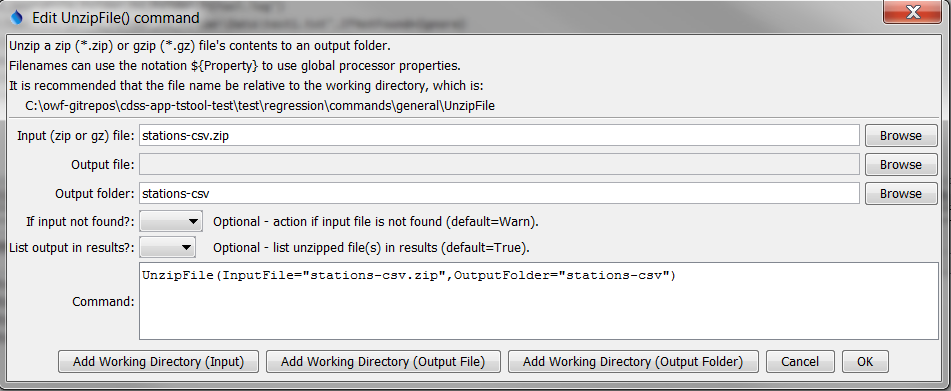 Edit UnzipFile() command
Unzip a zip (*.zip) or gzip (*.gz) file's contents to an output folder.
Filenames can use the notation ${Property} to use global processor properties.
It is recommended that the file name be relative to the working directory, which is:
C:\owf-gitrepos\cdss-app-tstool-test\test\regression\commands\general\UnzipFile
Input (zip or gz) file: stations-csv.zip Browse
Output file: Browse
Output folder: stations-csv Browse
If input not found?: Optional - action if input file is not found (default=Warn).
List output in results?: Optional - list unzipped file(s) in results (default=True).
Command: UnzipFile(InputFile="stations-csv.zip",OutputFolder="stations-csv")
Add Working Directory (Input) Add Working Directory (Output File) Add Working Directory (Output Folder) Cancel OK